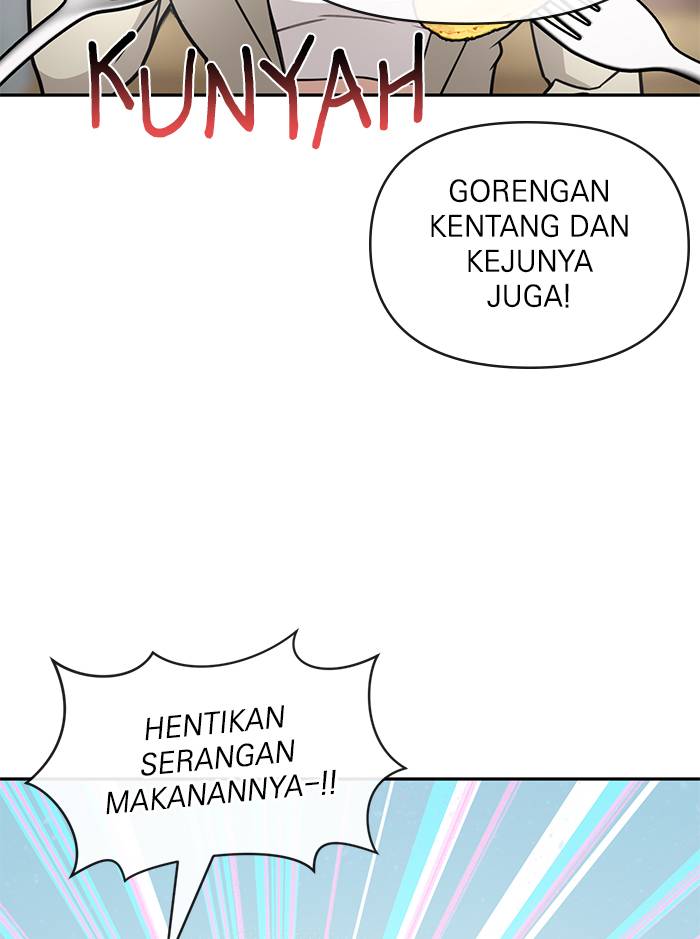 KUNYAH
GORENGAN
KENTANG DAN
KEJUNYA
JUGA!
HENTIKAN
SERANGAN
MAKANANNYA-!!